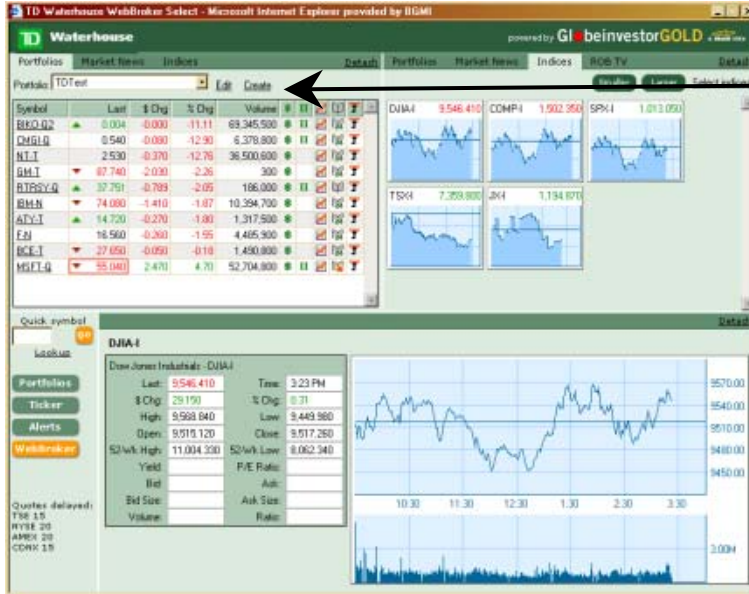 TD Waterhouse WebBroker Select - Microsoft Internet Explorer provided by BGMI
TD Waterhouse
powered by GlobeinvestorGOLD
Portfolios Market News Indices Detach
Portfolio: TDTest Edit Create
Symbol Last $ Chg % Chg Volume
BIKO-Q2 0.004 -0.000 -11.11 69,345,500
CMGI-Q 0.540 -0.080 -12.90 6,378,800
NT-T 2.530 -0.370 -12.76 36,500,600
GM-T 87.740 -2.030 -2.26 300
RTRSY-Q 37.751 -0.789 -2.05 186,000
IBM-N 74.080 -1.410 -1.87 10,394,700
ATY-T 14.720 -0.270 -1.80 1,317,500
F-N 16.560 -0.260 -1.55 4,485,900
BCE-T 27.650 -0.050 -0.18 1,490,800
MSFT-Q 55.040 2.470 4.70 52,704,800
Portfolios Market News Indices ROB TV Detach
Smaller Larger Select indices
DJIA-I 9,546.410 COMP-I 1,502.350 SPX-I 1,013.050
TSX-I 7,359.800 JX-I 1,194.870
Quick symbol
Go
Lookup
Portfolios
Ticker
Alerts
WebBroker
Quotes delayed:
TSE 15
NYSE 20
AMEX 20
CDNX 15
Detach
DJIA-I
Dow Jones Industrials - DJIA-I
Last: 9,546.410 Time: 3:23 PM
$ Chg: 29.150 % Chg: 0.31
High: 9,568.840 Low: 9,449.980
Open: 9,515.120 Close: 9,517.260
52/wk High: 11,004.330 52/wk Low: 8,062.340
Yield: P/E Ratio:
Bid: Ask:
Bid Size: Ask Size:
Volume: Ratio:
9570.00
9540.00
9510.00
9480.00
9450.00
10:30 11:30 12:30 1:30 2:30 3:30
3.00M